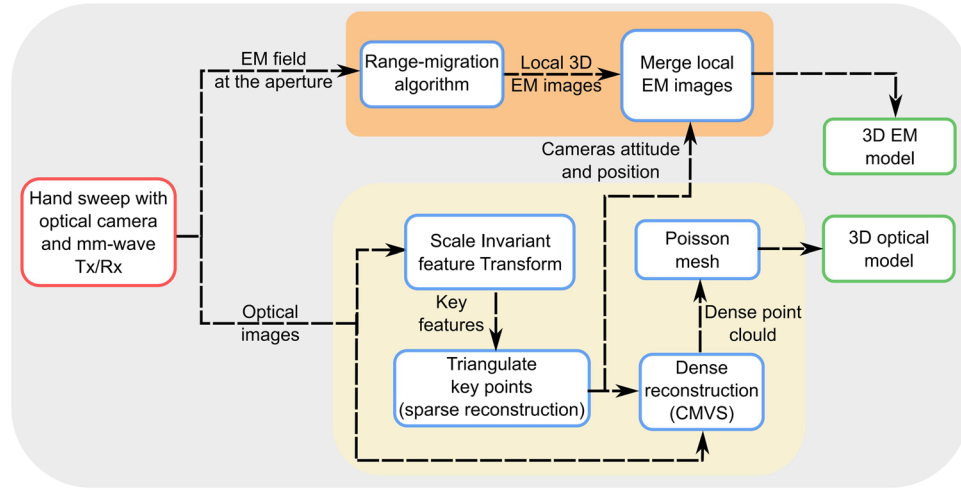 EM field
at the aperture
Range-migration
algorithm
Local 3D
EM images
Merge local
EM images
3D EM
model
Cameras attitude
and position
Hand sweep with
optical camera
and mm-wave
Tx/Rx
Scale Invariant
feature Transform
Poisson
mesh
3D optical
model
Optical
images
Key
features
Dense point
clould
Triangulate
key points
(sparse reconstruction)
Dense
reconstruction
(CMVS)